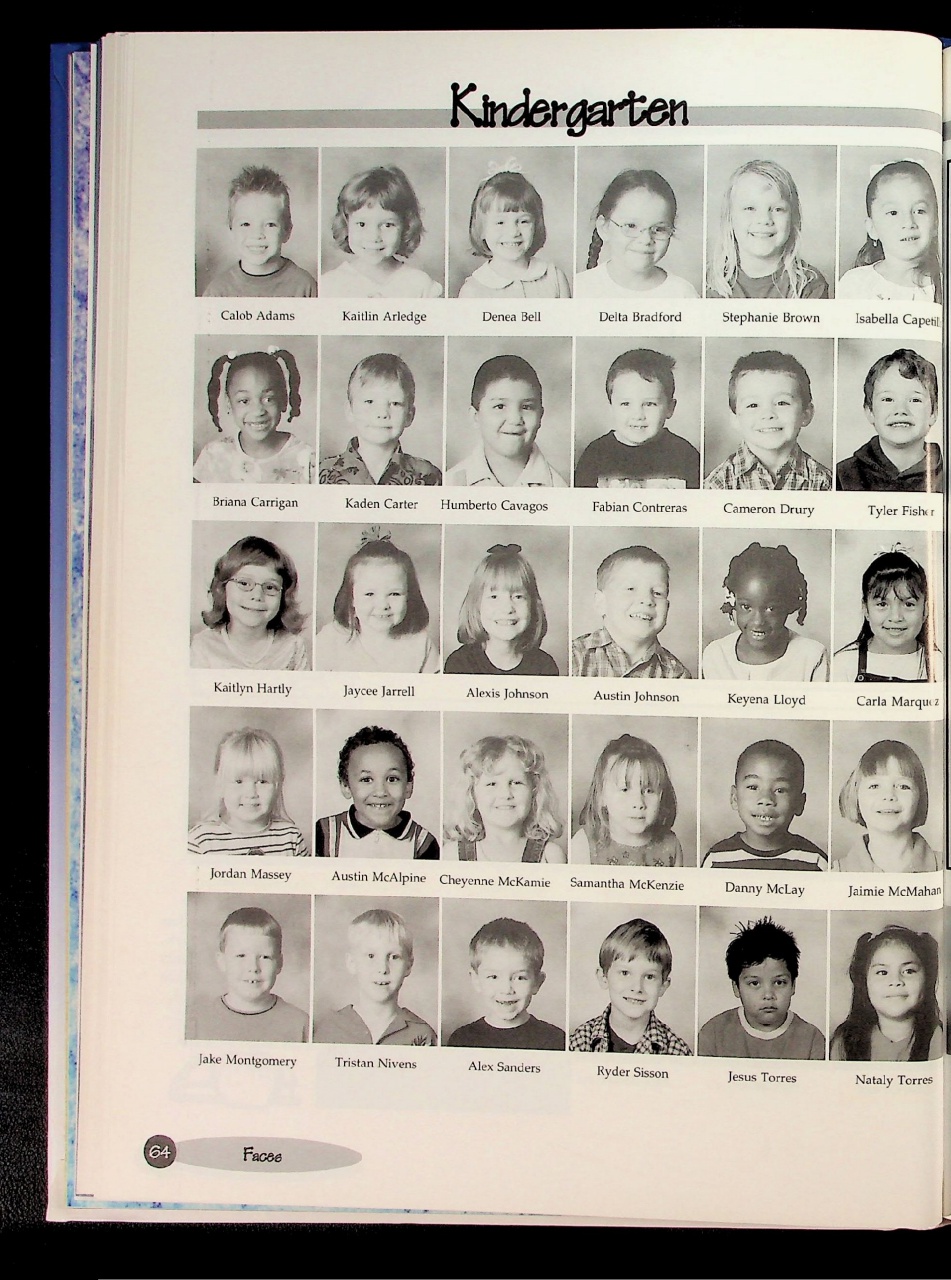 Kindergarten
Calob Adams Kaitlin Arledge Denea Bell Delta Bradford Stephanie Brown Isabella Capetil
Briana Carrigan Kaden Carter Humberto Cavagos Fabian Contreras Cameron Drury Tyler Fisher
Kaitlyn Hartly Jaycee Jarrell Alexis Johnson Austin Johnson Keyena Lloyd Carla Marquez
Jordan Massey Austin McAlpine Cheyenne McKamie Samantha McKenzie Danny McLay Jaimie McMahan
Jake Montgomery Tristan Nivens Alex Sanders Ryder Sisson Jesus Torres Nataly Torres
64 Faces